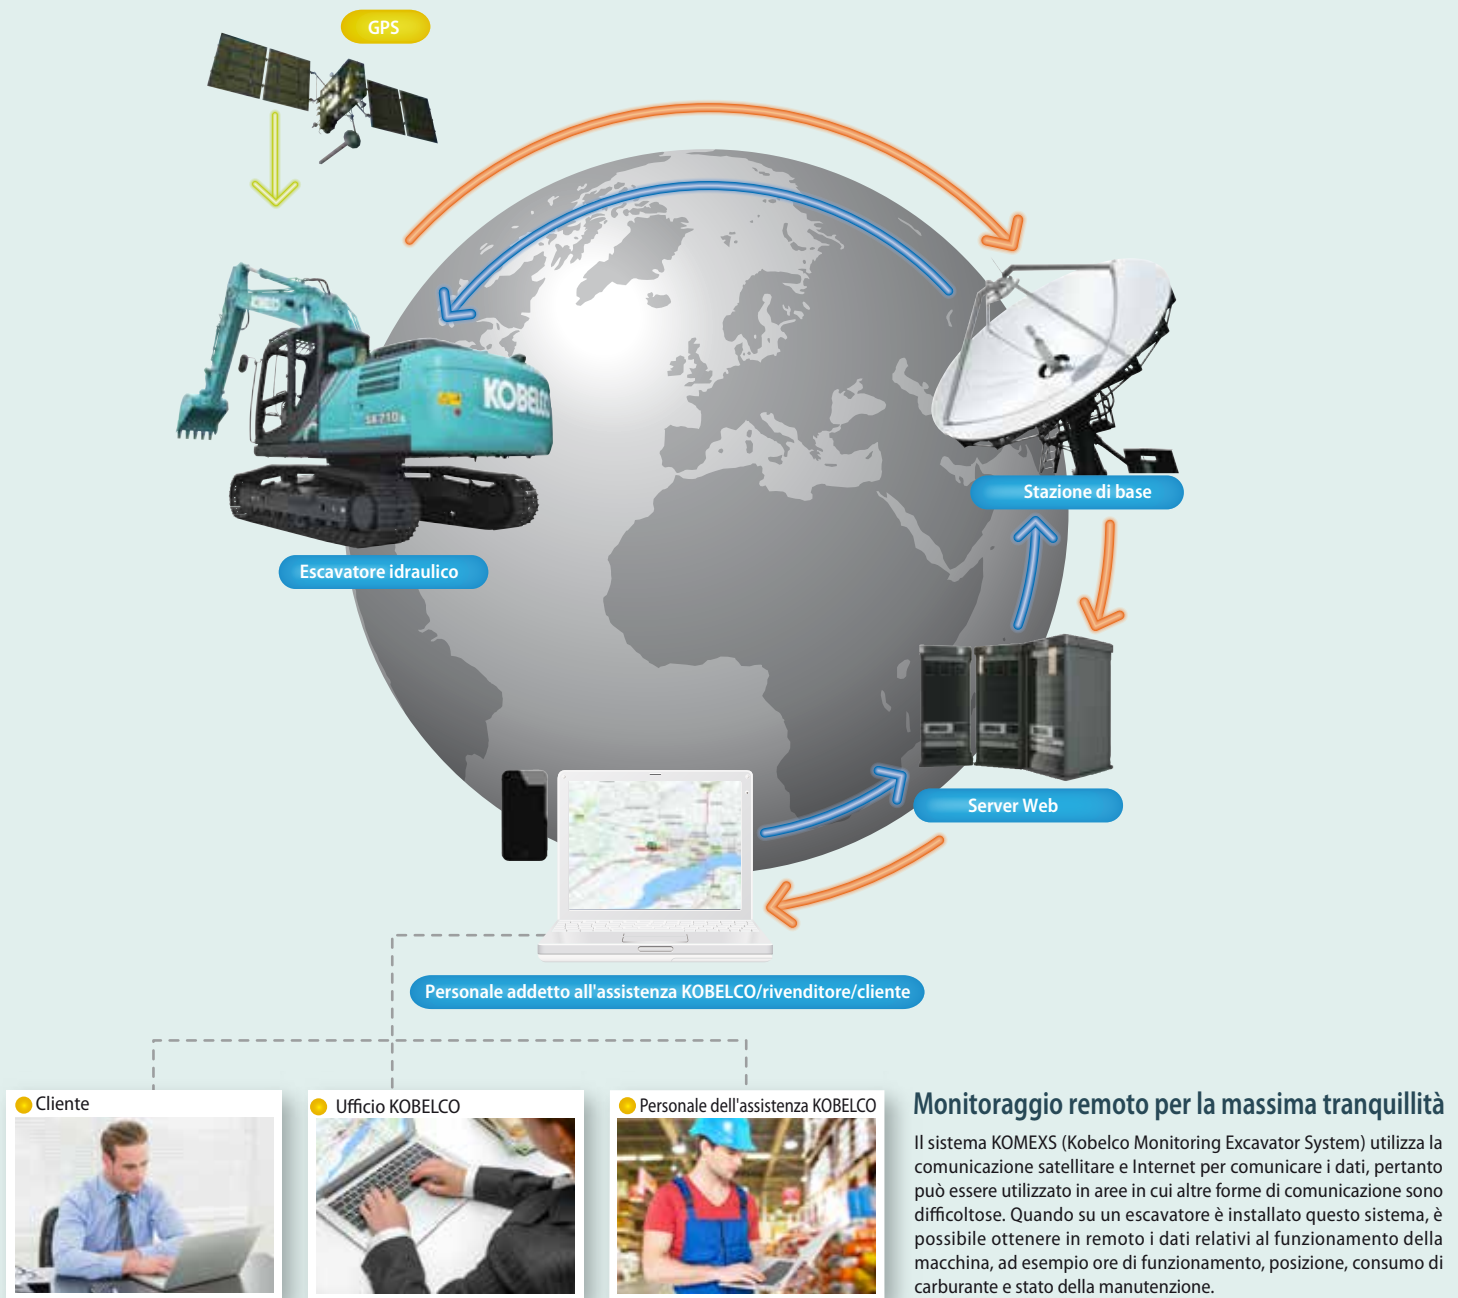 GPS
KOBELCO
KOBELCO
SK210
Stazione di base
Escavatore idraulico
Server Web
Personale addetto all'assistenza KOBELCO/rivenditore/cliente
Cliente
Ufficio KOBELCO
Personale dell'assistenza KOBELCO
Monitoraggio remoto per la massima tranquillità
Il sistema KOMEXS (Kobelco Monitoring Excavator System) utilizza la
comunicazione satellitare e Internet per comunicare i dati, pertanto
può essere utilizzato in aree in cui altre forme di comunicazione sono
difficoltose. Quando su un escavatore è installato questo sistema, è
possibile ottenere in remoto i dati relativi al funzionamento della
macchina, ad esempio ore di funzionamento, posizione, consumo di
carburante e stato della manutenzione.